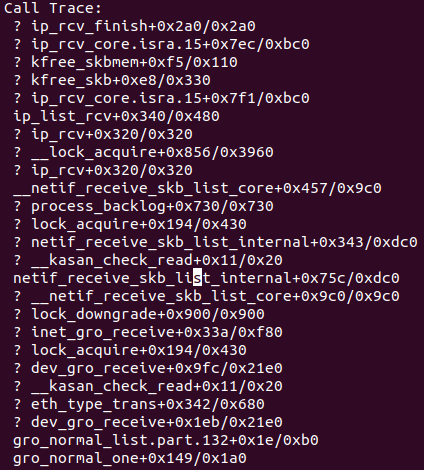 Call Trace:
? ip_rcv_finish+0x2a0/0x2a0
? ip_rcv_core.isra.15+0x7ec/0xbc0
? kfree_skbmem+0xf5/0x110
? kfree_skb+0xe8/0x330
? ip_rcv_core.isra.15+0x7f1/0xbc0
ip_list_rcv+0x340/0x480
? ip_rcv+0x320/0x320
? __lock_acquire+0x856/0x3960
? ip_rcv+0x320/0x320
__netif_receive_skb_list_core+0x457/0x9c0
? process_backlog+0x730/0x730
? lock_acquire+0x194/0x430
? netif_receive_skb_list_internal+0x343/0xdc0
? __kasan_check_read+0x11/0x20
netif_receive_skb_list_internal+0x75c/0xdc0
? __netif_receive_skb_list_core+0x9c0/0x9c0
? lock_downgrade+0x900/0x900
? inet_gro_receive+0x33a/0xf80
? lock_acquire+0x194/0x430
? dev_gro_receive+0x9fc/0x21e0
? __kasan_check_read+0x11/0x20
? eth_type_trans+0x342/0x680
? dev_gro_receive+0x1eb/0x21e0
gro_normal_list.part.132+0x1e/0xb0
gro_normal_one+0x149/0x1a0